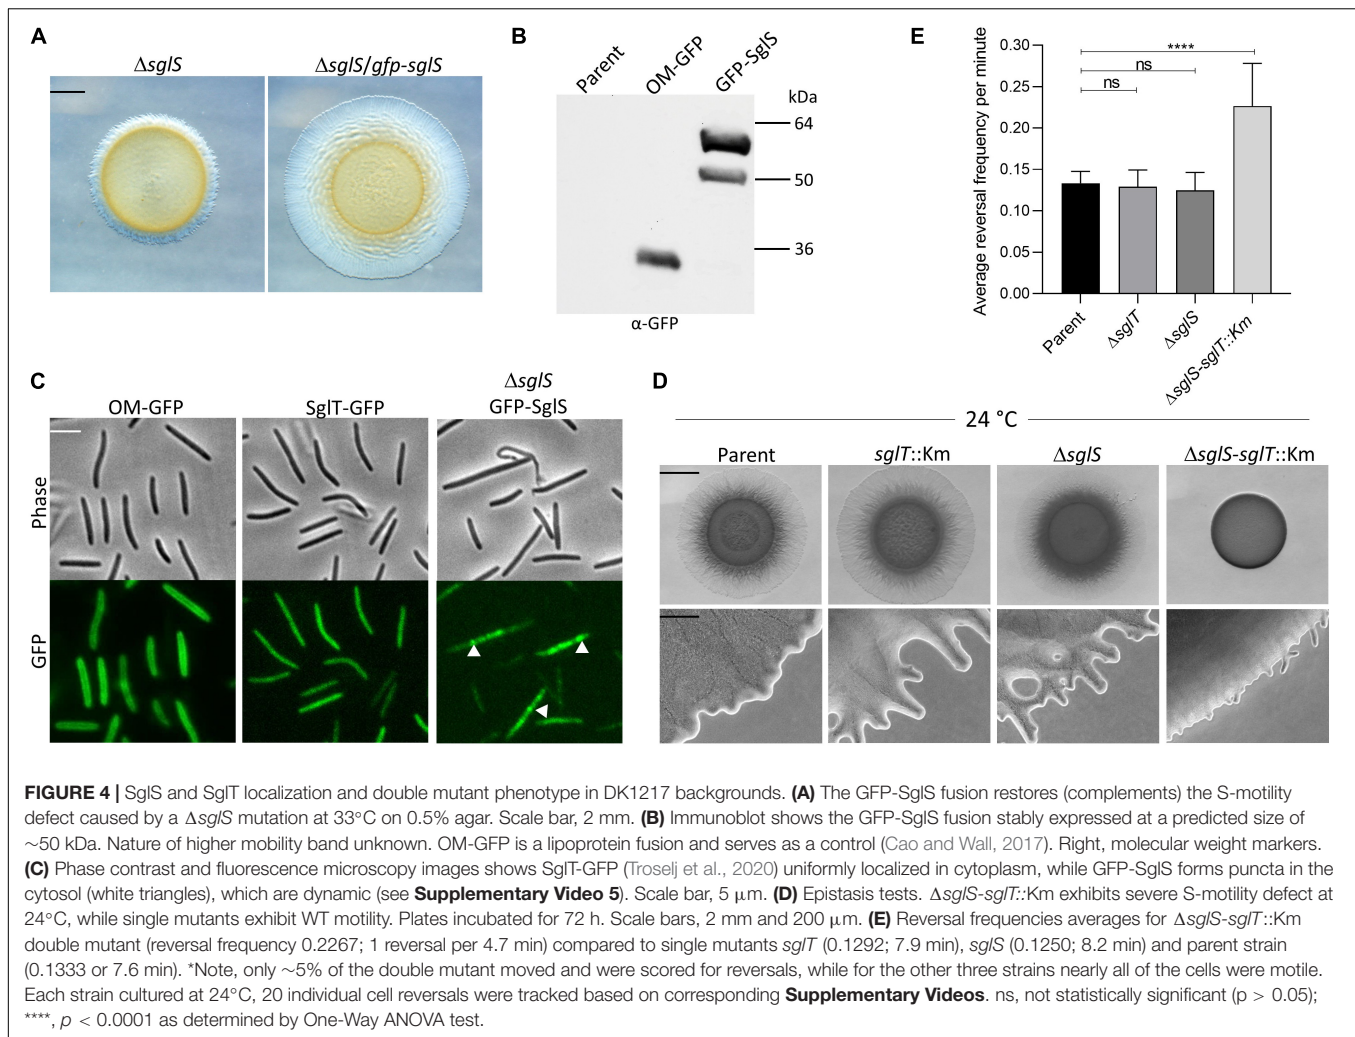 A
ΔsglS
ΔsglS/gfp-sglS
B
Parent
OM-GFP
GFP-SglS
kDa
64
50
36
α-GFP
E
Average reversal frequency per minute
0.30
0.25
0.20
0.15
0.10
0.05
0.00
****
ns
ns
Parent
ΔsglT
ΔsglS
ΔsglS-sglT::Km
C
OM-GFP
SglT-GFP
ΔsglS
GFP-SglS
Phase
GFP
D
24 °C
Parent
sglT::Km
ΔsglS
ΔsglS-sglT::Km
FIGURE 4 | SglS and SglT localization and double mutant phenotype in DK1217 backgrounds. (A) The GFP-SglS fusion restores (complements) the S-motility
defect caused by a ΔsglS mutation at 33°C on 0.5% agar. Scale bar, 2 mm. (B) Immunoblot shows the GFP-SglS fusion stably expressed at a predicted size of
~50 kDa. Nature of higher mobility band unknown. OM-GFP is a lipoprotein fusion and serves as a control (Cao and Wall, 2017). Right, molecular weight markers.
(C) Phase contrast and fluorescence microscopy images shows SglT-GFP (Troselj et al., 2020) uniformly localized in cytoplasm, while GFP-SglS forms puncta in the
cytosol (white triangles), which are dynamic (see Supplementary Video 5). Scale bar, 5 μm. (D) Epistasis tests. ΔsglS-sglT::Km exhibits severe S-motility defect at
24°C, while single mutants exhibit WT motility. Plates incubated for 72 h. Scale bars, 2 mm and 200 μm. (E) Reversal frequencies averages for ΔsglS-sglT::Km
double mutant (reversal frequency 0.2267; 1 reversal per 4.7 min) compared to single mutants sglT (0.1292; 7.9 min), sglS (0.1250; 8.2 min) and parent strain
(0.1333 or 7.6 min). *Note, only ~5% of the double mutant moved and were scored for reversals, while for the other three strains nearly all of the cells were motile.
Each strain cultured at 24°C, 20 individual cell reversals were tracked based on corresponding Supplementary Videos. ns, not statistically significant (p > 0.05);
****, p < 0.0001 as determined by One-Way ANOVA test.